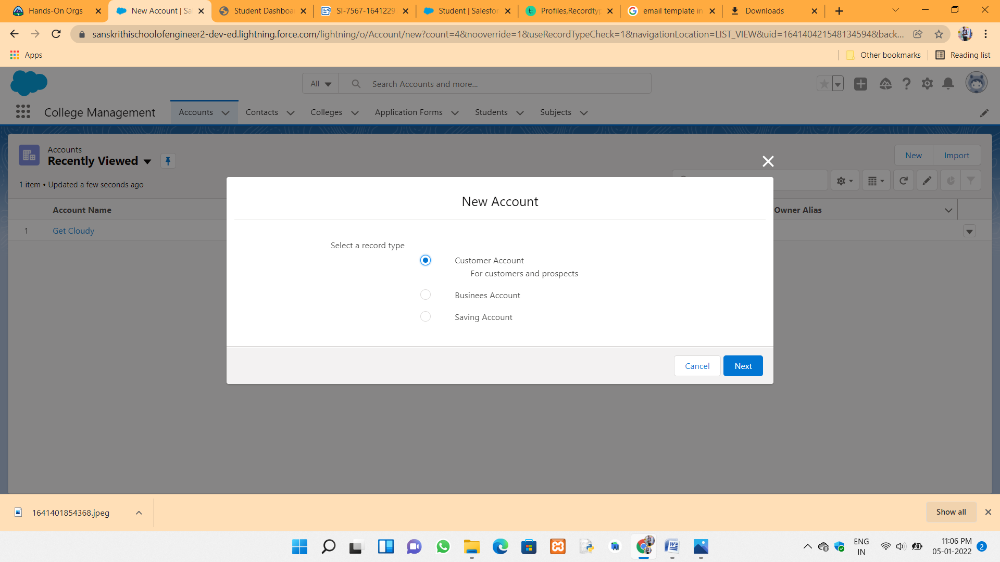 Hands-On Orgs
New Account | Sa
Student Dashboa
SI-7567-16412297
Student | Salesfor
Profiles,Recordtyp
email template in
Downloads
sanskrithischoolofengineer2-dev-ed.lightning.force.com/lightning/o/Account/new?count=4&nooverride=1&useRecordTypeCheck=1&navigationLocation=LIST_VIEW&uid=164140421548134594&back...
Apps
Other bookmarks
Reading list
All
Search Accounts and more...
College Management
Accounts
Contacts
Colleges
Application Forms
Students
Subjects
Accounts
Recently Viewed
New
Import
1 item • Updated a few seconds ago
Account Name
Owner Alias
1
Get Cloudy
New Account
Select a record type
Customer Account
For customers and prospects
Businees Account
Saving Account
Cancel
Next
1641401854368.jpeg
Show all
ENG
IN
11:06 PM
05-01-2022
2